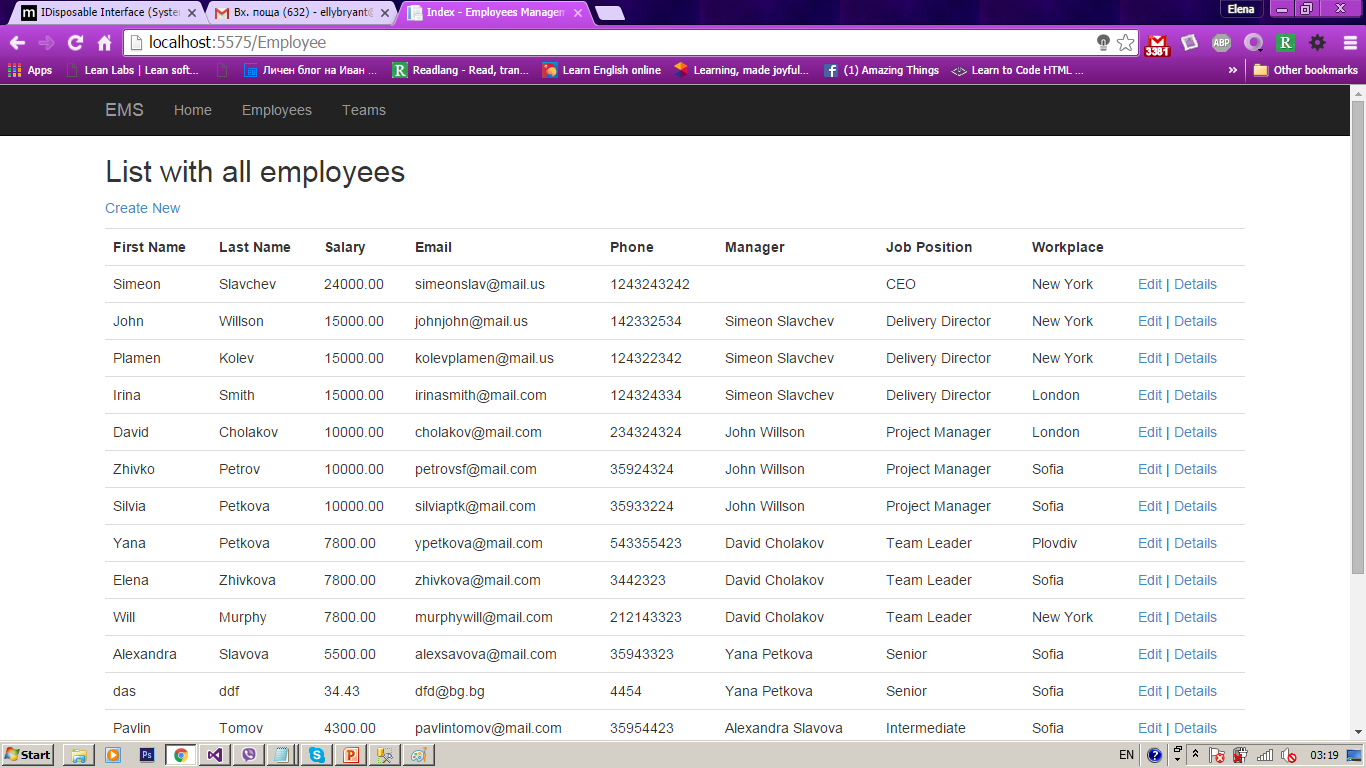 IDisposable Interface (Syster
Вх. поща (632) - ellybryant@
Index - Employees Managem
Elena
localhost:5575/Employee
3381
ABP
R
Apps
Lean Labs | Lean soft...
Личен блог на Иван ...
R
Readlang - Read, tran...
Learn English online
Learning, made joyful...
(1) Amazing Things
Learn to Code HTML ...
»
Other bookmarks
EMS Home Employees Teams
List with all employees
Create New
First Name Last Name Salary Email Phone Manager Job Position Workplace
Simeon Slavchev 24000.00 simeonslav@mail.us 1243243242 CEO New York Edit | Details
John Willson 15000.00 johnjohn@mail.us 142332534 Simeon Slavchev Delivery Director New York Edit | Details
Plamen Kolev 15000.00 kolevplamen@mail.us 124322342 Simeon Slavchev Delivery Director New York Edit | Details
Irina Smith 15000.00 irinasmith@mail.com 124324334 Simeon Slavchev Delivery Director London Edit | Details
David Cholakov 10000.00 cholakov@mail.com 234324324 John Willson Project Manager London Edit | Details
Zhivko Petrov 10000.00 petrovsf@mail.com 35924324 John Willson Project Manager Sofia Edit | Details
Silvia Petkova 10000.00 silviaptk@mail.com 35933224 John Willson Project Manager Sofia Edit | Details
Yana Petkova 7800.00 ypetkova@mail.com 543355423 David Cholakov Team Leader Plovdiv Edit | Details
Elena Zhivkova 7800.00 zhivkova@mail.com 3442323 David Cholakov Team Leader Sofia Edit | Details
Will Murphy 7800.00 murphywill@mail.com 212143323 David Cholakov Team Leader New York Edit | Details
Alexandra Slavova 5500.00 alexsavova@mail.com 35943323 Yana Petkova Senior Sofia Edit | Details
das ddf 34.43 dfd@bg.bg 4454 Yana Petkova Senior Sofia Edit | Details
Pavlin Tomov 4300.00 pavlintomov@mail.com 35954423 Alexandra Slavova Intermediate Sofia Edit | Details
Start
Ps
EN
03:19